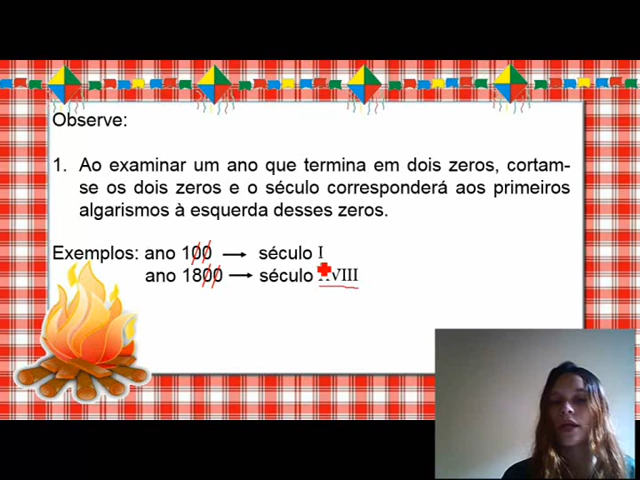 Observe:
1. Ao examinar um ano que termina em dois zeros, cortam-
se os dois zeros e o século corresponderá aos primeiros
algarismos à esquerda desses zeros.
Exemplos: ano 100 → século I
ano 1800 → século XVIII